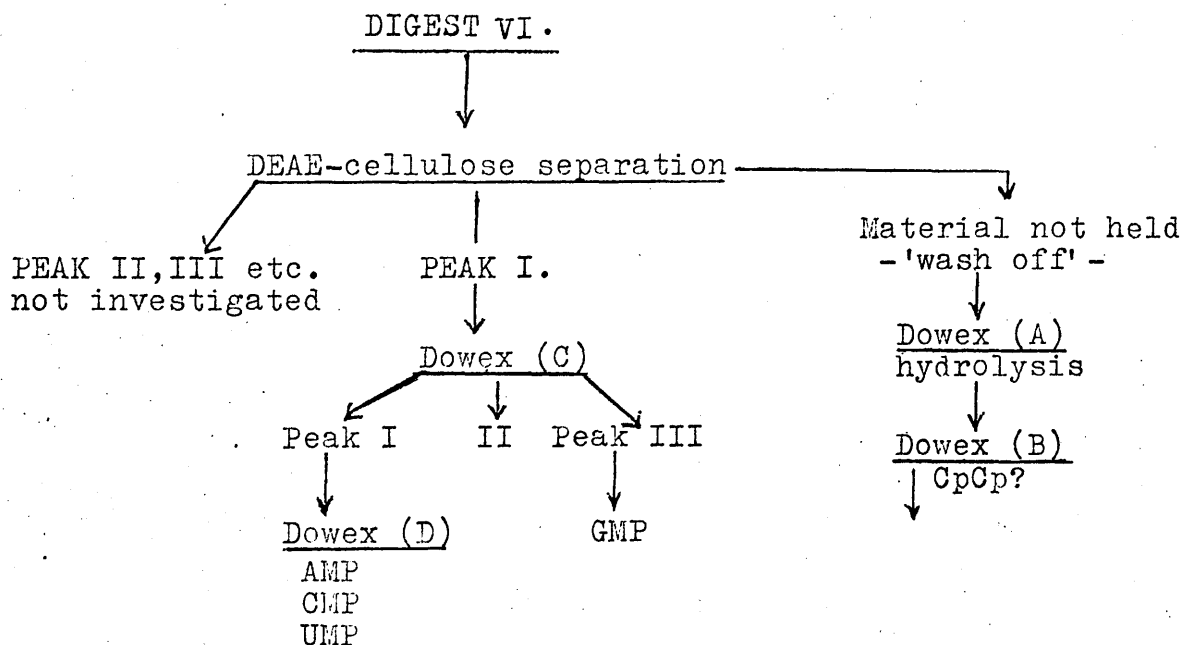 DIGEST VI.
DEAE-cellulose separation
PEAK II,III etc.
not investigated
PEAK I.
Material not held
-'wash off'-
Dowex (C)
Dowex (A)
hydrolysis
Peak I
II
Peak III
Dowex (B)
CpCp?
Dowex (D)
GMP
AMP
CMP
UMP